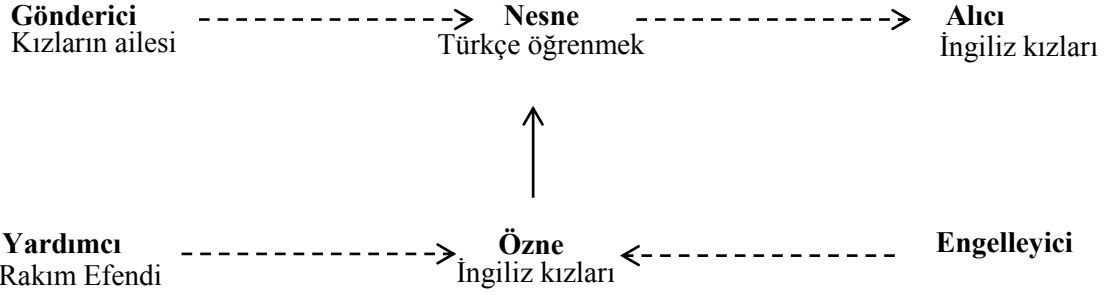 Gönderici Nesne Alıcı
Kızların ailesi Türkçe öğrenmek İngiliz kızları
Yardımcı Özne Engelleyici
Rakım Efendi İngiliz kızları